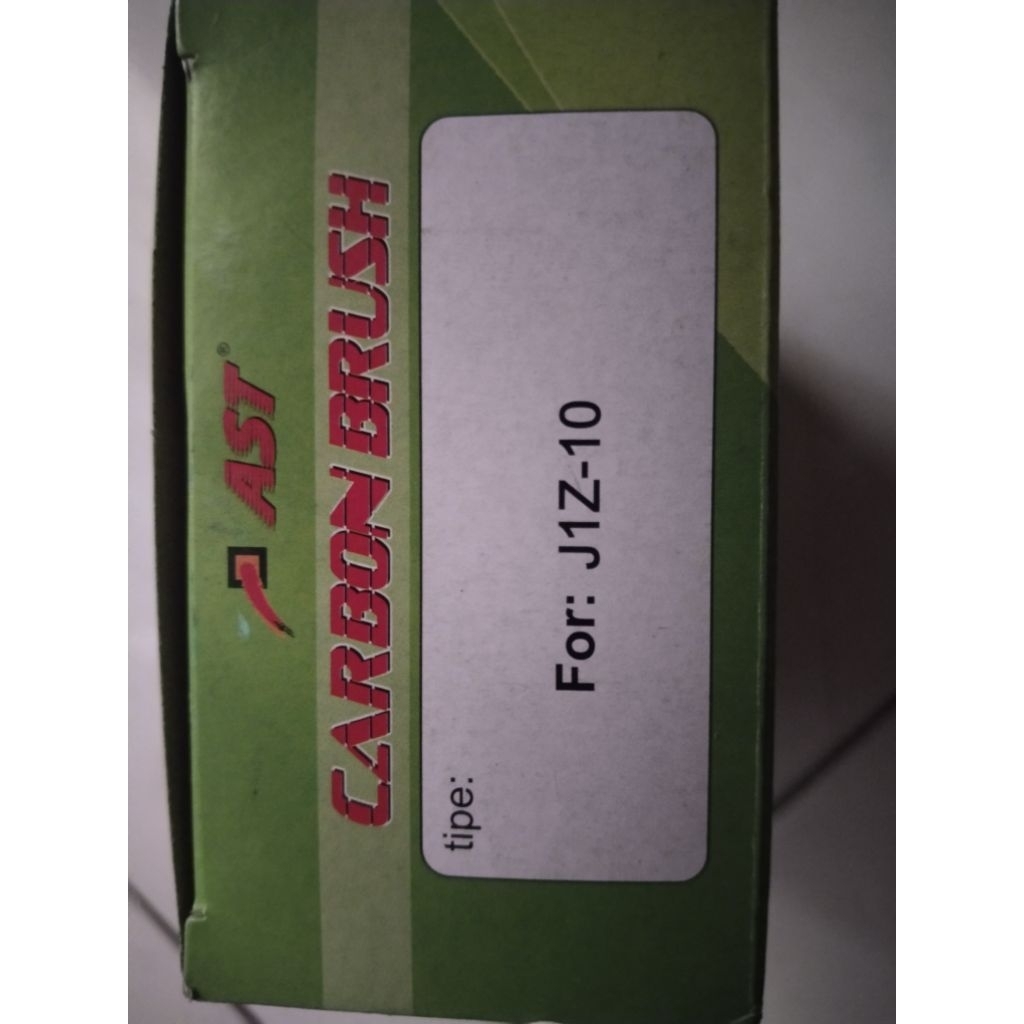 AST®
CARBON BRUSH
tipe:
For: J1Z-10